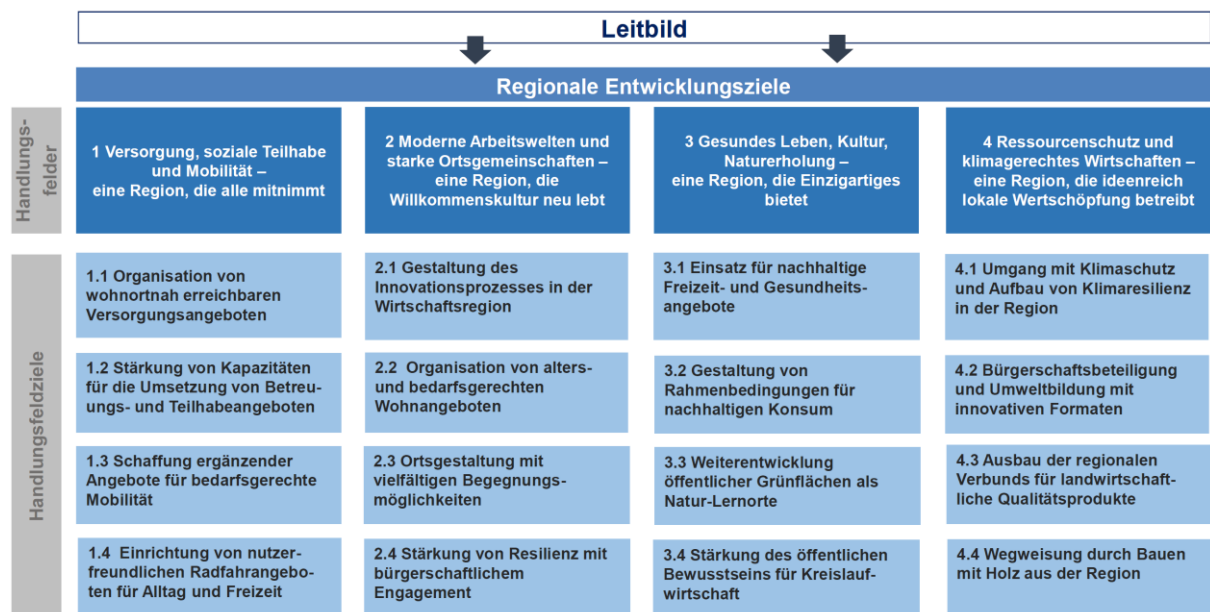 Leitbild
Regionale Entwicklungsziele
Handlungs-
felder
1 Versorgung, soziale Teilhabe
und Mobilität –
eine Region, die alle mitnimmt
2 Moderne Arbeitswelten und
starke Ortsgemeinschaften –
eine Region, die
Willkommenskultur neu lebt
3 Gesundes Leben, Kultur,
Naturerholung –
eine Region, die Einzigartiges
bietet
4 Ressourcenschutz und
klimagerechtes Wirtschaften –
eine Region, die ideenreich
lokale Wertschöpfung betreibt
Handlungsfeldziele
1.1 Organisation von
wohnortnah erreichbaren
Versorgungsangeboten
2.1 Gestaltung des
Innovationsprozesses in der
Wirtschaftsregion
3.1 Einsatz für nachhaltige
Freizeit- und Gesundheits-
angebote
4.1 Umgang mit Klimaschutz
und Aufbau von Klimaresilienz
in der Region
1.2 Stärkung von Kapazitäten
für die Umsetzung von Betreu-
ungs- und Teilhabeangeboten
2.2 Organisation von alters-
und bedarfsgerechten
Wohnangeboten
3.2 Gestaltung von
Rahmenbedingungen für
nachhaltigen Konsum
4.2 Bürgerschaftsbeteiligung
und Umweltbildung mit
innovativen Formaten
1.3 Schaffung ergänzender
Angebote für bedarfsgerechte
Mobilität
2.3 Ortsgestaltung mit
vielfältigen Begegnungs-
möglichkeiten
3.3 Weiterentwicklung
öffentlicher Grünflächen als
Natur-Lernorte
4.3 Ausbau der regionalen
Verbunds für landwirtschaft-
liche Qualitätsprodukte
1.4 Einrichtung von nutzer-
freundlichen Radfahrangebo-
ten für Alltag und Freizeit
2.4 Stärkung von Resilienz mit
bürgerschaftlichem
Engagement
3.4 Stärkung des öffentlichen
Bewusstseins für Kreislauf-
wirtschaft
4.4 Wegweisung durch Bauen
mit Holz aus der Region